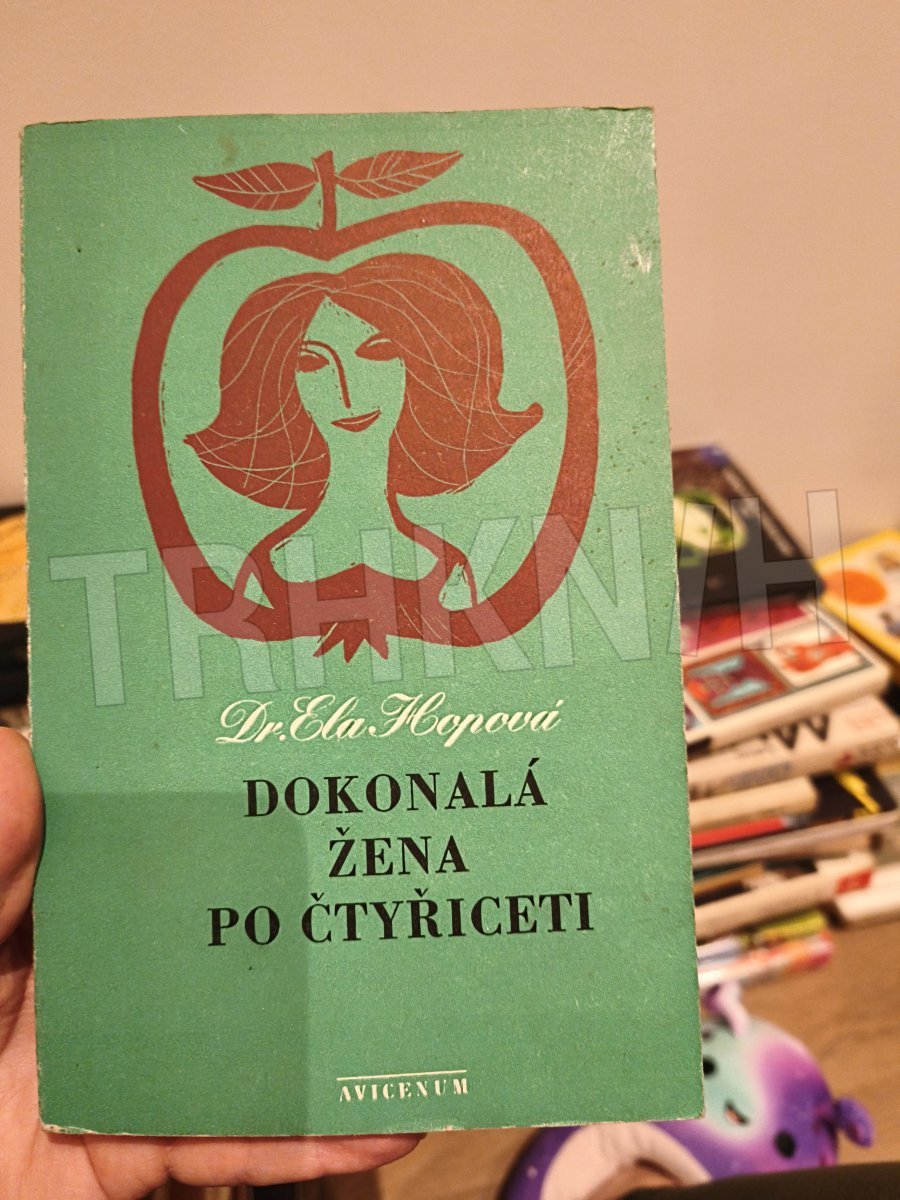 TRHKNIH
Dr. Ela Hopová
DOKONALÁ
ŽENA
PO ČTYŘICETI
AVICENUM